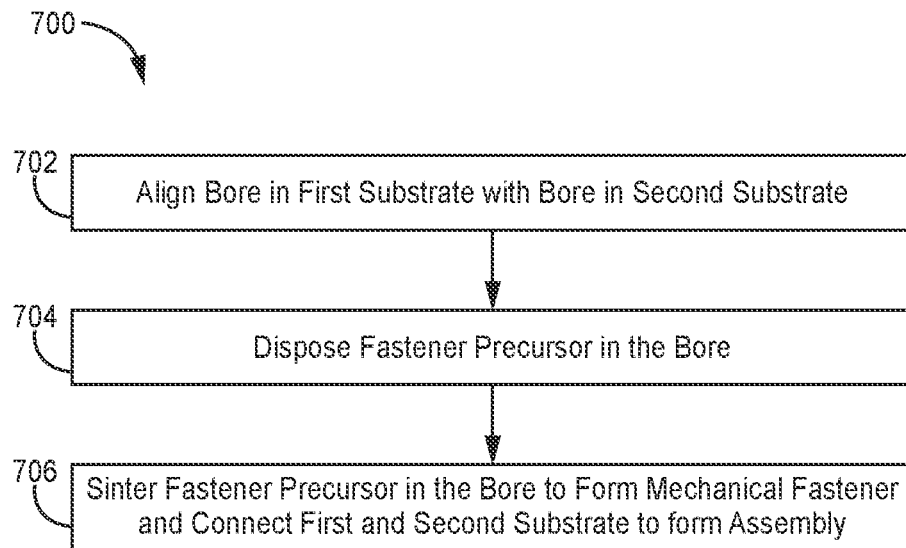 700
702
Align Bore in First Substrate with Bore in Second Substrate
704
Dispose Fastener Precursor in the Bore
706
Sinter Fastener Precursor in the Bore to Form Mechanical Fastener
and Connect First and Second Substrate to form Assembly